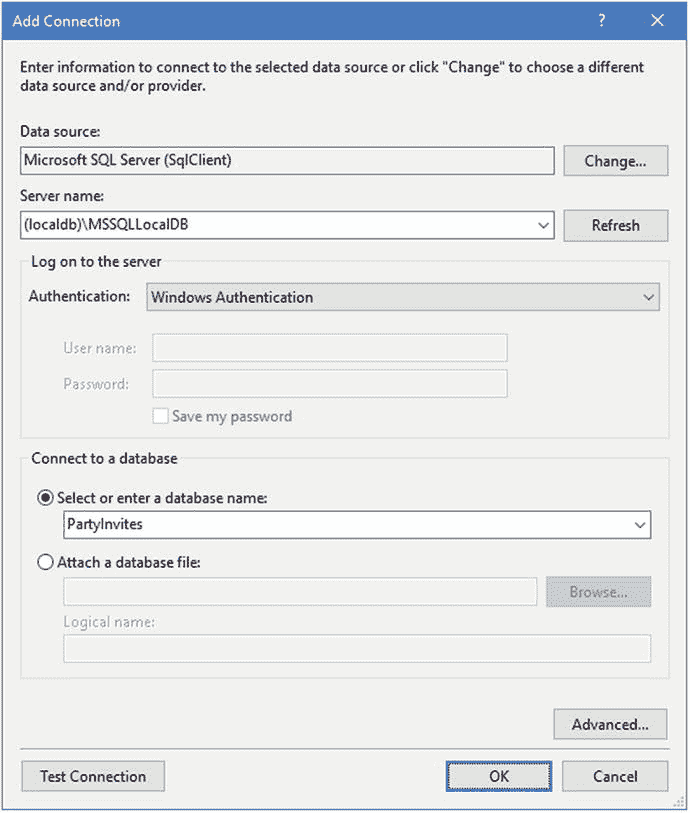 Add Connection
?
Enter information to connect to the selected data source or click "Change" to choose a different
data source and/or provider.
Data source:
Microsoft SQL Server (SqlClient)
Change...
Server name:
(localdb)\MSSQLLocalDB
Refresh
Log on to the server
Authentication:
Windows Authentication
User name:
Password:
Save my password
Connect to a database
Select or enter a database name:
PartyInvites
Attach a database file:
Browse...
Logical name:
Advanced...
Test Connection
OK
Cancel